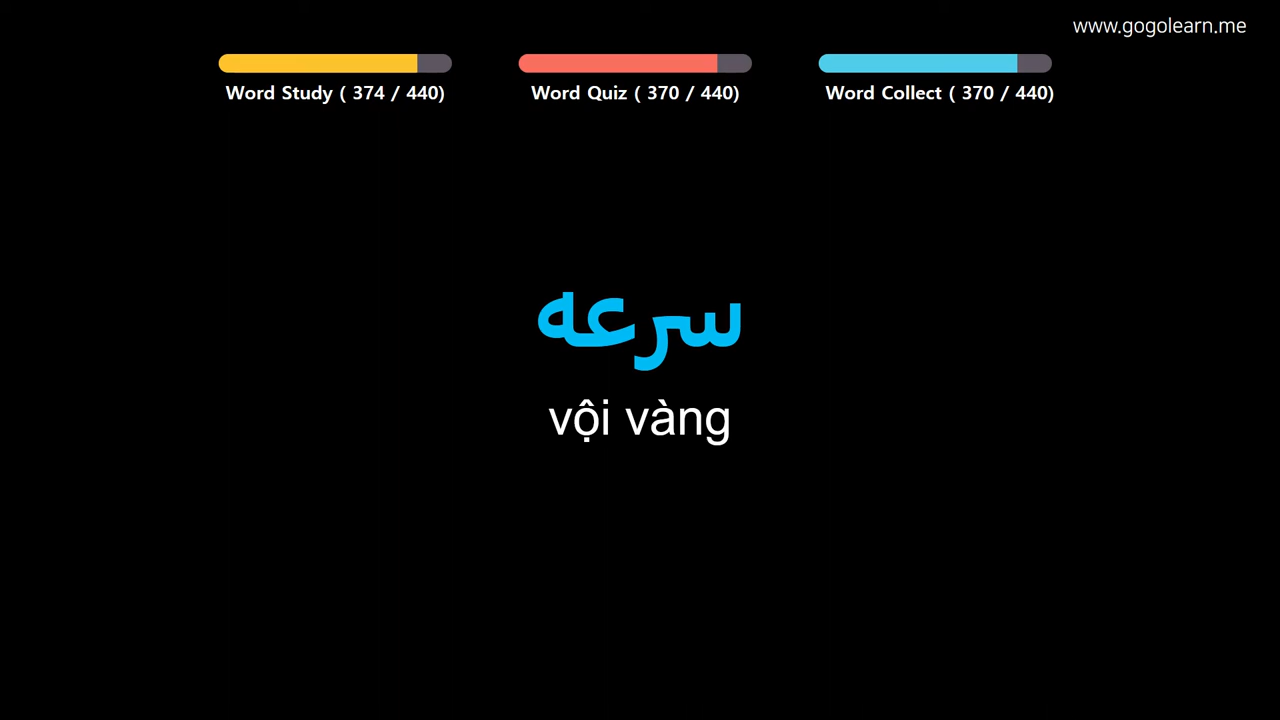 www.gogolearn.me
Word Study ( 374 / 440)
Word Quiz ( 370 / 440)
Word Collect ( 370 / 440)
سرعه
vội vàng